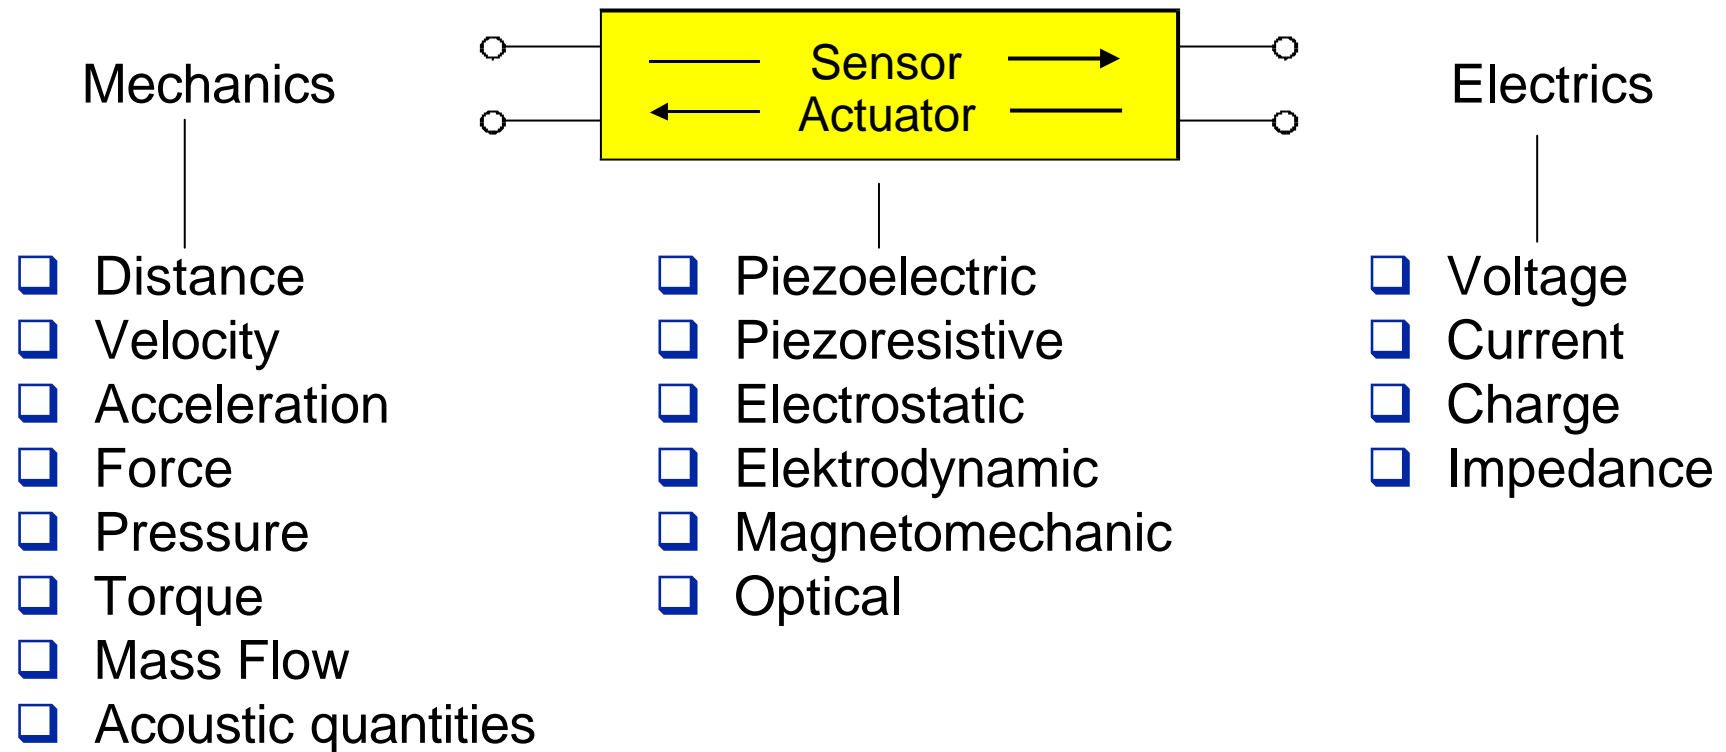 Mechanics
Sensor
Actuator
Electrics
Distance
Velocity
Acceleration
Force
Pressure
Torque
Mass Flow
Acoustic quantities
Piezoelectric
Piezoresistive
Electrostatic
Elektrodynamic
Magnetomechanic
Optical
Voltage
Current
Charge
Impedance